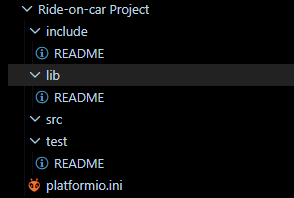 Ride-on-car Project
include
README
lib
README
src
test
README
platformio.ini